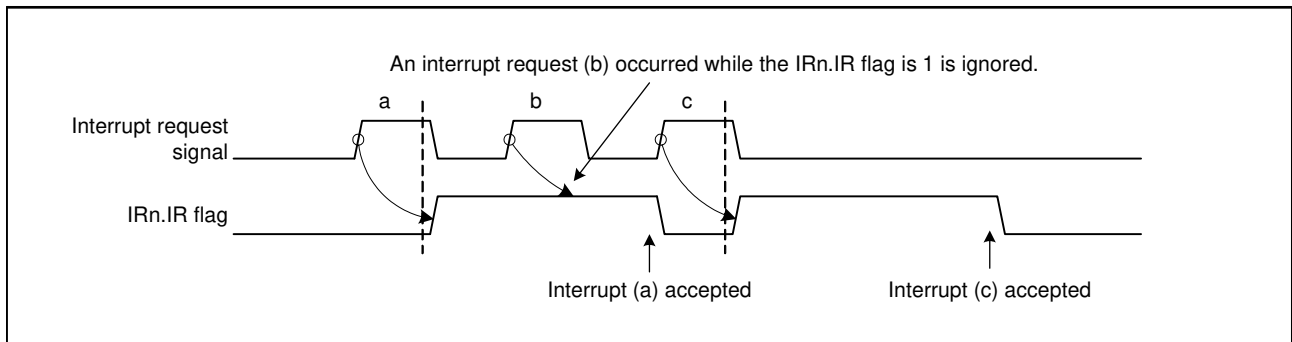 An interrupt request (b) occurred while the IRn.IR flag is 1 is ignored.
a
b
c
Interrupt request
signal
IRn.IR flag
Interrupt (a) accepted
Interrupt (c) accepted